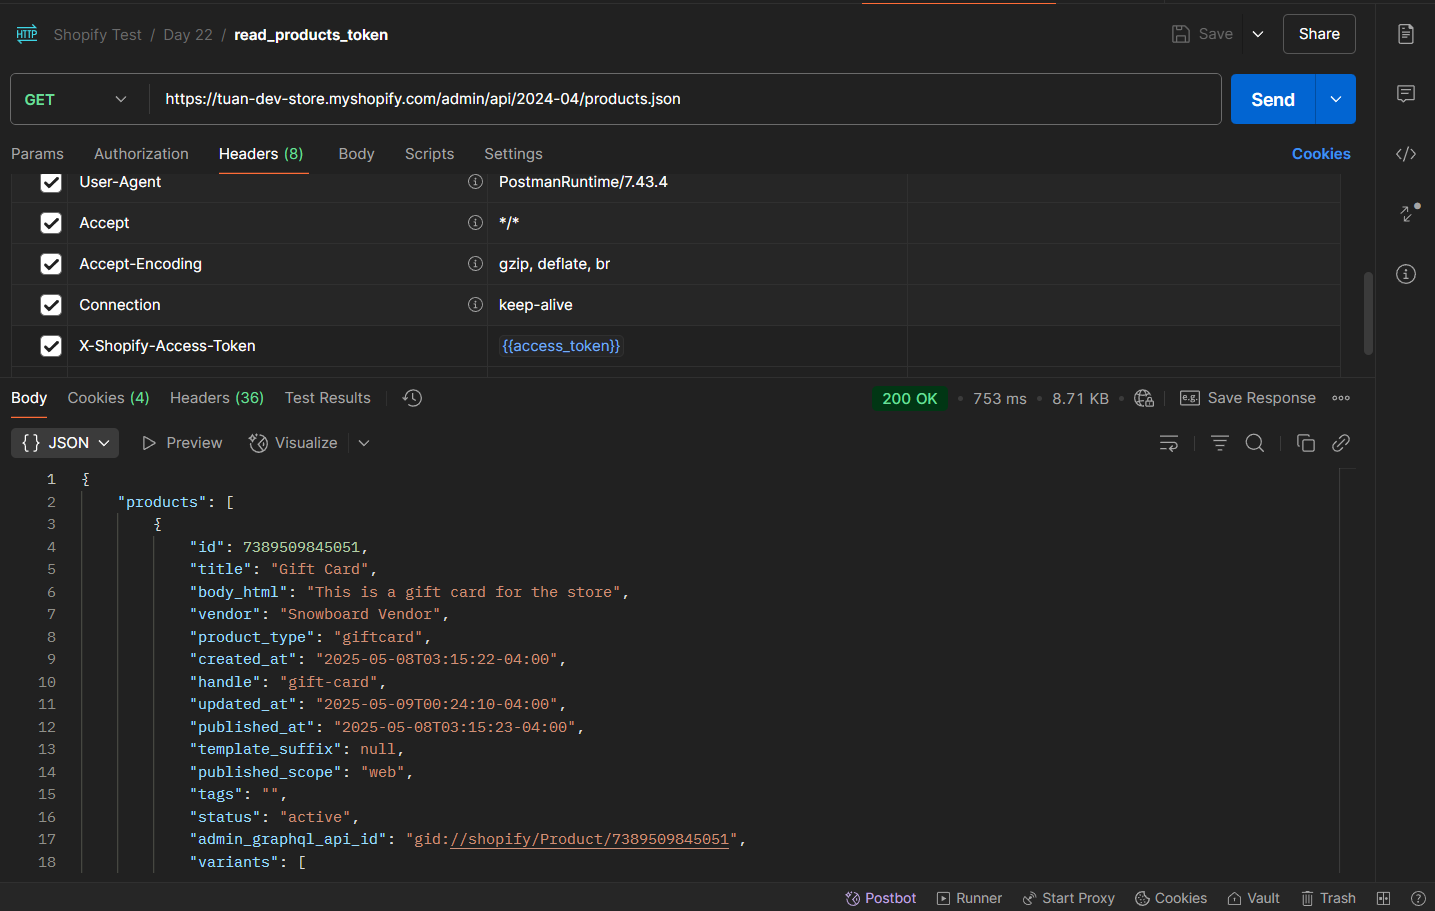 HTTP Shopify Test / Day 22 / read_products_token Save Share
GET https://tuan-dev-store.myshopify.com/admin/api/2024-04/products.json Send
Params Authorization Headers (8) Body Scripts Settings Cookies
User-Agent PostmanRuntime/7.43.4
Accept */*
Accept-Encoding gzip, deflate, br
Connection keep-alive
X-Shopify-Access-Token {{access_token}}
Body Cookies (4) Headers (36) Test Results 200 OK • 753 ms • 8.71 KB • e.g. Save Response
{} JSON Preview Visualize
1 {
2 "products": [
3 {
4 "id": 7389509845051,
5 "title": "Gift Card",
6 "body_html": "This is a gift card for the store",
7 "vendor": "Snowboard Vendor",
8 "product_type": "giftcard",
9 "created_at": "2025-05-08T03:15:22-04:00",
10 "handle": "gift-card",
11 "updated_at": "2025-05-09T00:24:10-04:00",
12 "published_at": "2025-05-08T03:15:23-04:00",
13 "template_suffix": null,
14 "published_scope": "web",
15 "tags": "",
16 "status": "active",
17 "admin_graphql_api_id": "gid://shopify/Product/7389509845051",
18 "variants": [
Postbot Runner Start Proxy Cookies Vault Trash